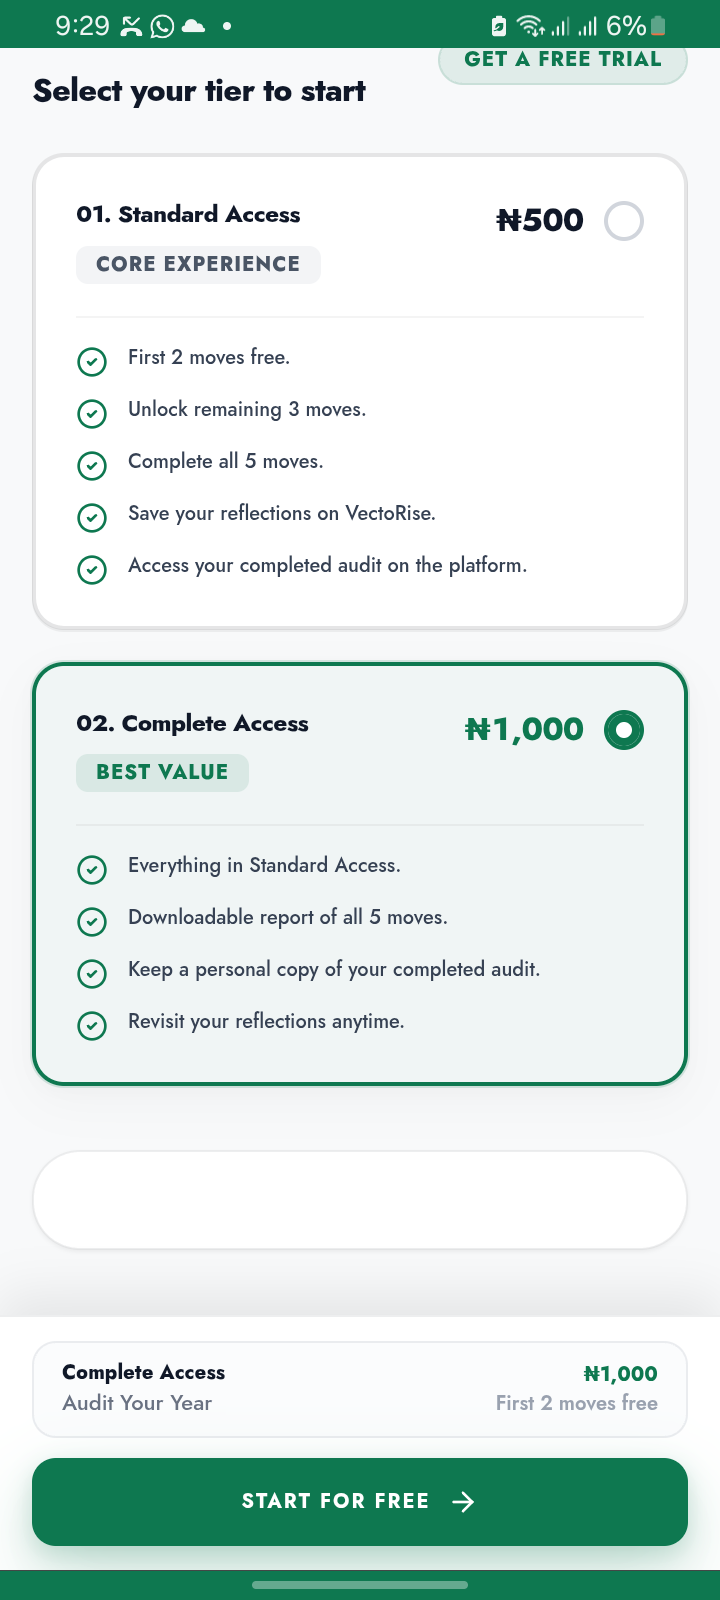 9:29
6%
GET A FREE TRIAL
Select your tier to start
01. Standard Access
₦500
CORE EXPERIENCE
First 2 moves free.
Unlock remaining 3 moves.
Complete all 5 moves.
Save your reflections on VectoRise.
Access your completed audit on the platform.
02. Complete Access
₦1,000
BEST VALUE
Everything in Standard Access.
Downloadable report of all 5 moves.
Keep a personal copy of your completed audit.
Revisit your reflections anytime.
Complete Access
₦1,000
Audit Your Year
First 2 moves free
START FOR FREE